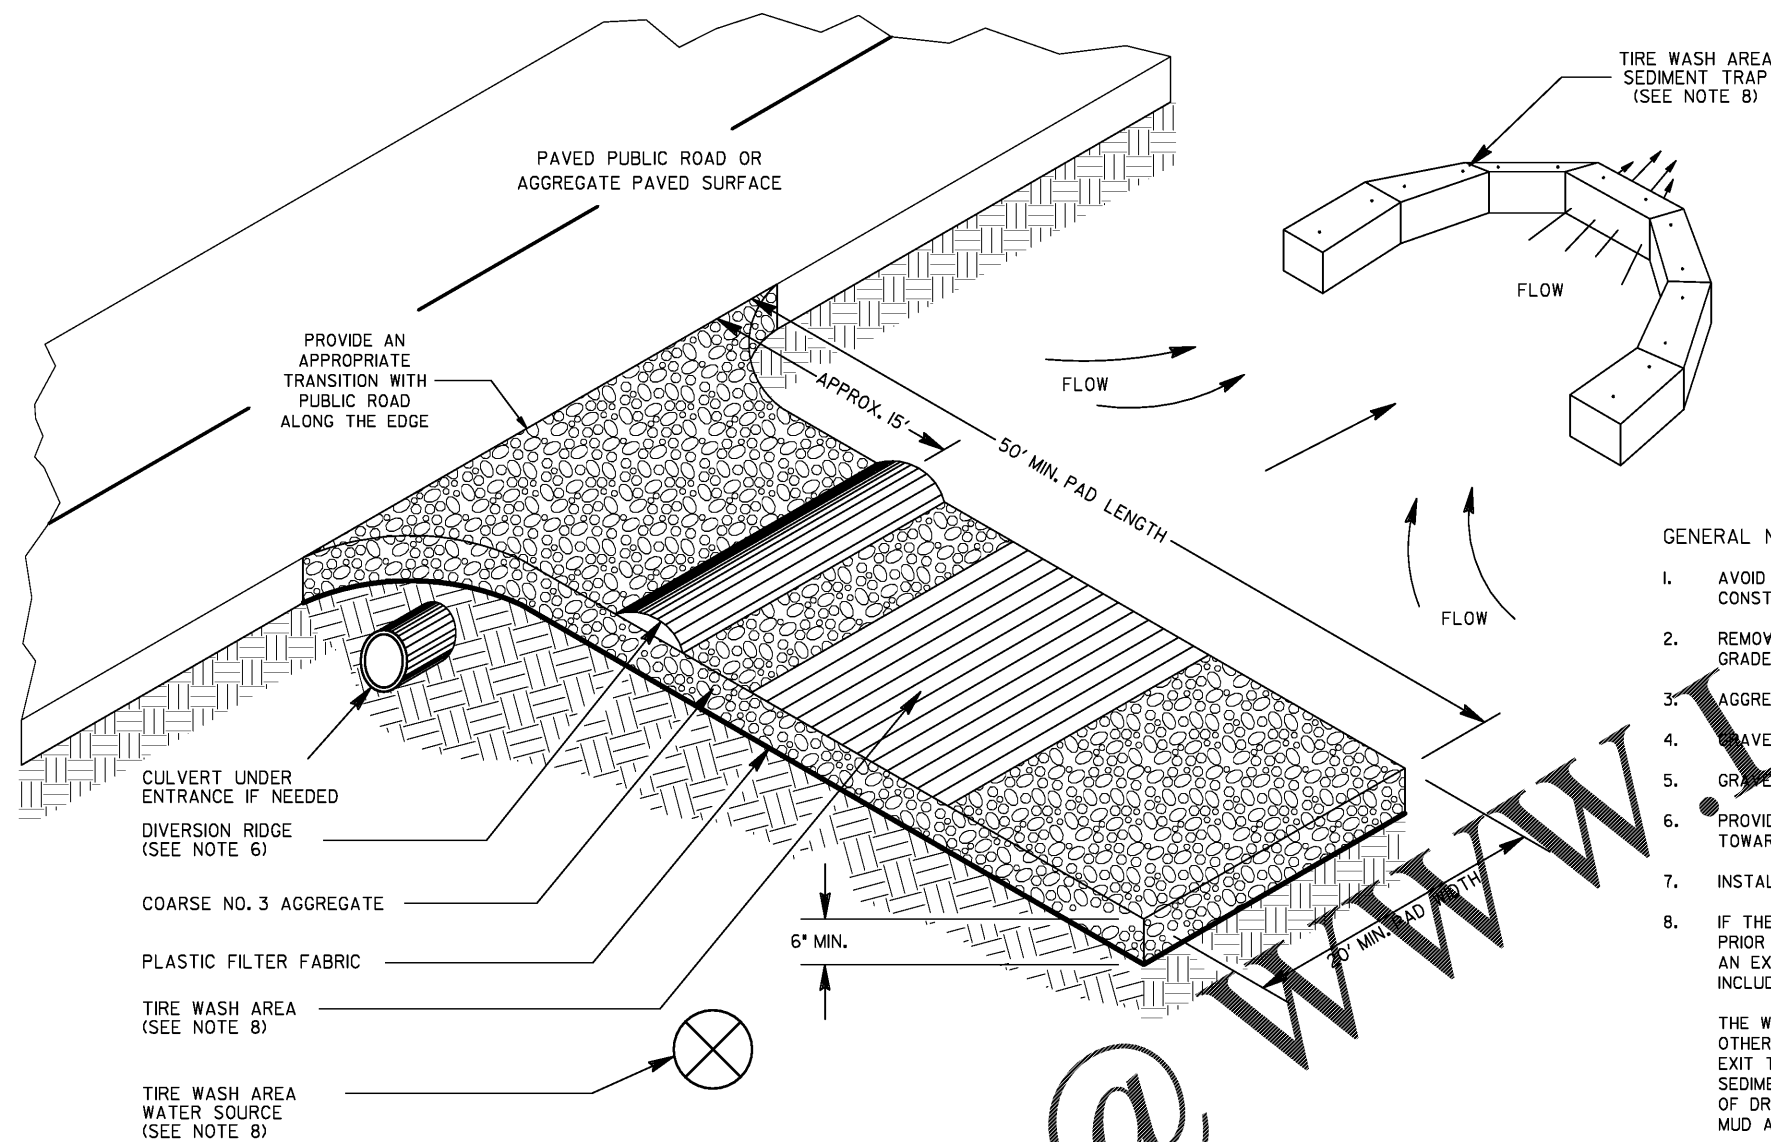 TIRE WASH AREA
SEDIMENT TRAP
(SEE NOTE 8)
PAVED PUBLIC ROAD OR
AGGREGATE PAVED SURFACE
PROVIDE AN
APPROPRIATE
TRANSITION WITH
PUBLIC ROAD
ALONG THE EDGE
APPROX. 15'
50' MIN. PAD LENGTH
FLOW
FLOW
FLOW
CULVERT UNDER
ENTRANCE IF NEEDED
DIVERSION RIDGE
(SEE NOTE 6)
COARSE NO. 3 AGGREGATE
PLASTIC FILTER FABRIC
TIRE WASH AREA
(SEE NOTE 8)
TIRE WASH AREA
WATER SOURCE
(SEE NOTE 8)
6" MIN.
20' MIN. PAD WIDTH
GENERAL N
1. AVOID
CONST
2. REMOV
GRADE
3. AGGRE
4. GRAVE
5. GRAVE
6. PROVID
TOWAR
7. INSTAL
8. IF THE
PRIOR
AN EX
INCLUD
THE W
OTHER
EXIT T
SEDIME
OF DR
MUD A
@ WWW.L